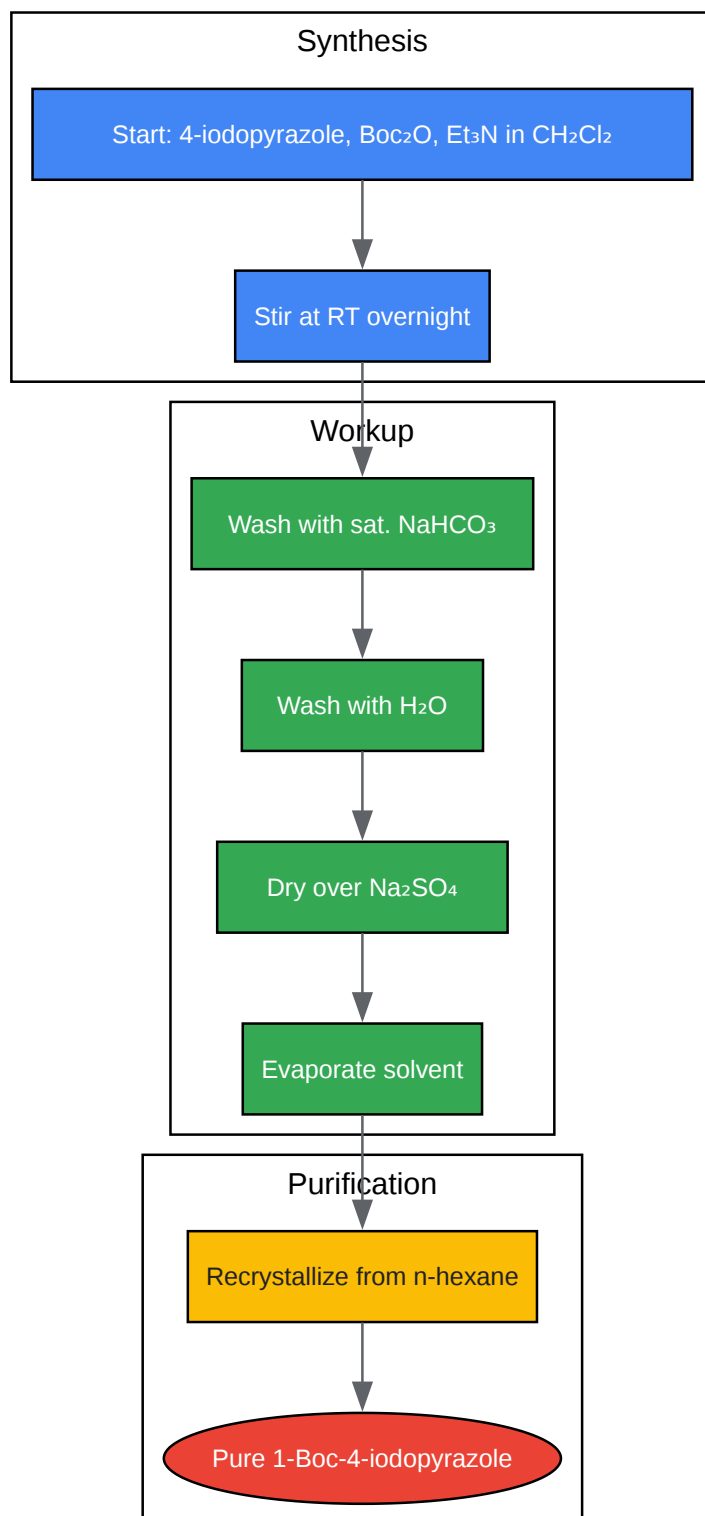 Synthesis
Start: 4-iodopyrazole, Boc₂O, Et₃N in CH₂Cl₂
Stir at RT overnight
Workup
Wash with sat. NaHCO₃
Wash with H₂O
Dry over Na₂SO₄
Evaporate solvent
Purification
Recrystallize from n-hexane
Pure 1-Boc-4-iodopyrazole